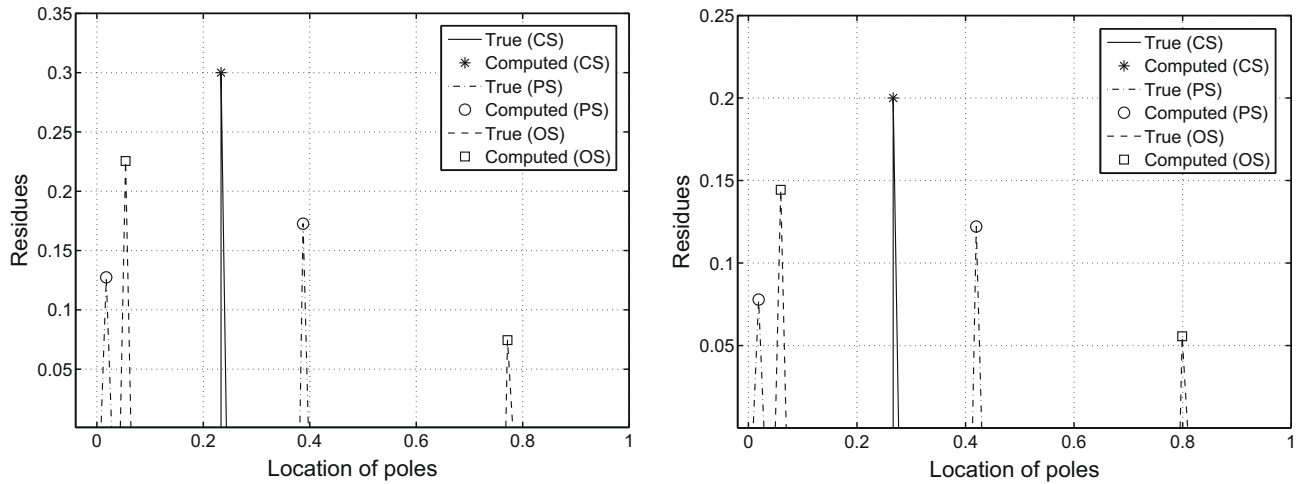 0.35
0.3
0.25
0.2
0.15
0.1
0.05
Residues
0
0.2
0.4
0.6
0.8
1
Location of poles
True (CS)
Computed (CS)
True (PS)
Computed (PS)
True (OS)
Computed (OS)
0.25
0.2
0.15
0.1
0.05
Residues
0
0.2
0.4
0.6
0.8
1
Location of poles
True (CS)
Computed (CS)
True (PS)
Computed (PS)
True (OS)
Computed (OS)